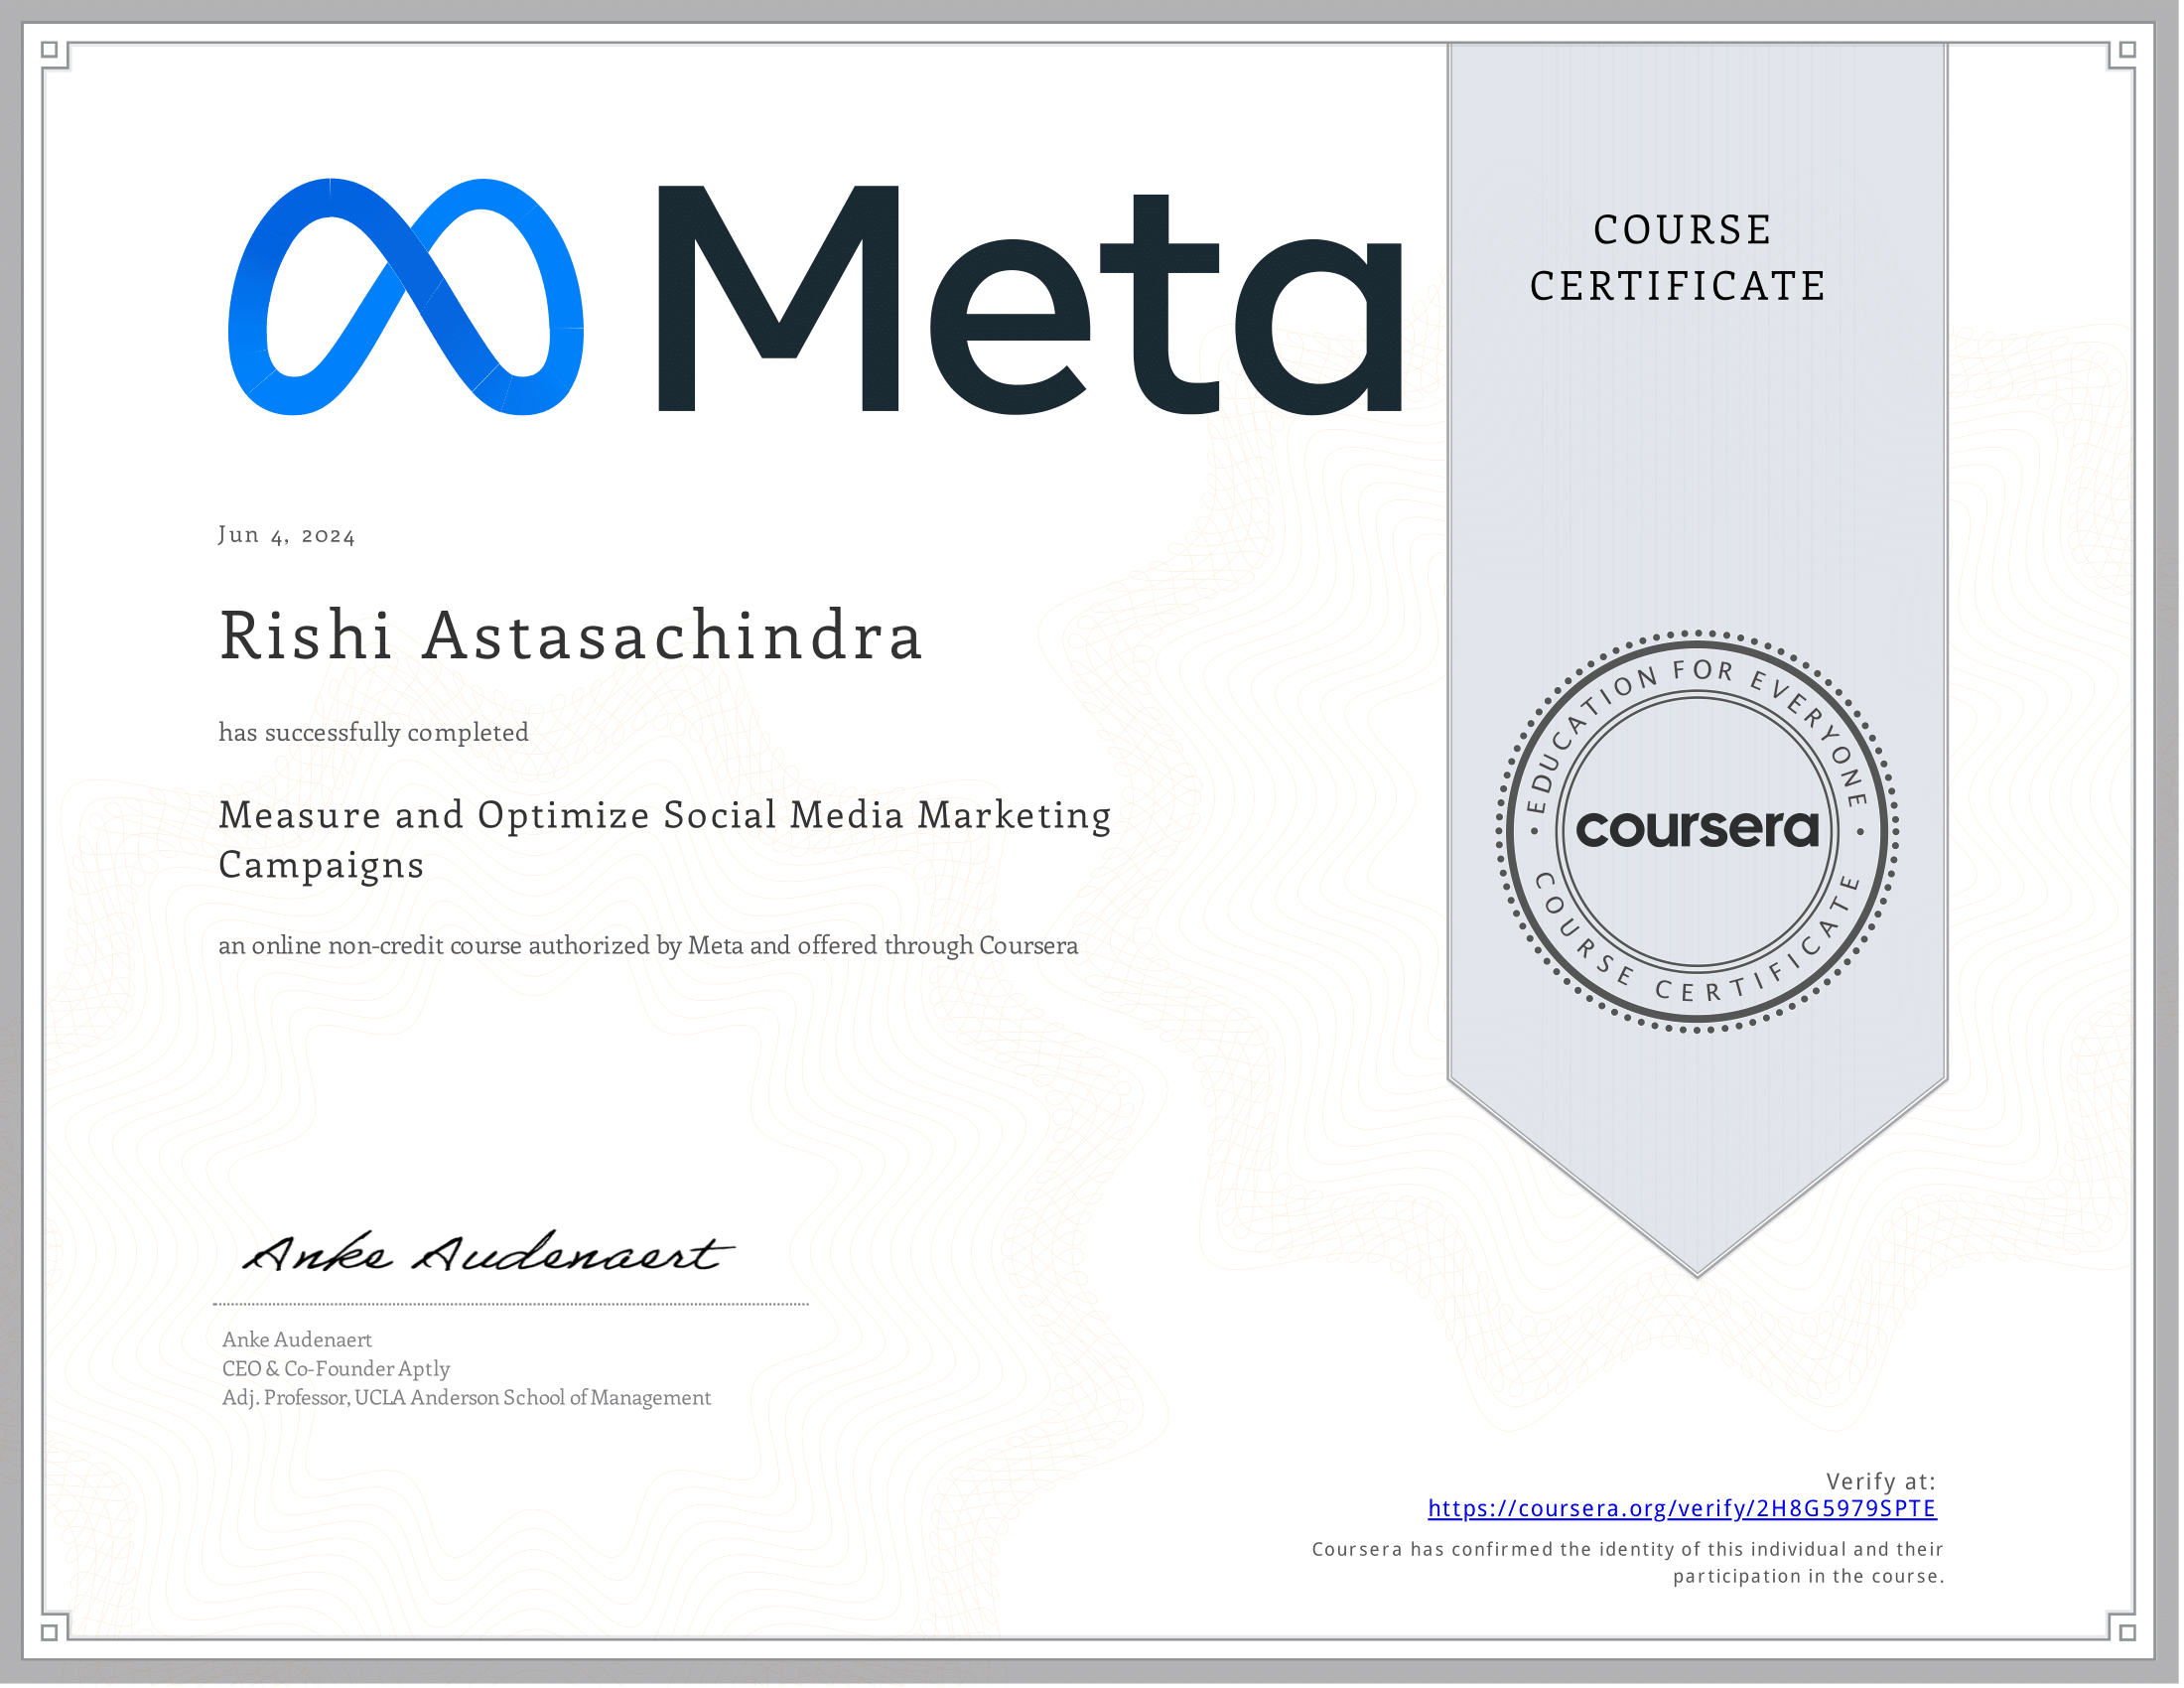 Meta
COURSE
CERTIFICATE
Jun 4, 2024
Rishi Astasachindra
has successfully completed
Measure and Optimize Social Media Marketing
Campaigns
an online non-credit course authorized by Meta and offered through Coursera
EDUCATION FOR EVERYONE
coursera
COURSE CERTIFICATE
Anke Audenaert
Anke Audenaert
CEO & Co-Founder Aptly
Adj. Professor, UCLA Anderson School of Management
Verify at:
https://coursera.org/verify/2H8G5979SPTE
Coursera has confirmed the identity of this individual and their
participation in the course.